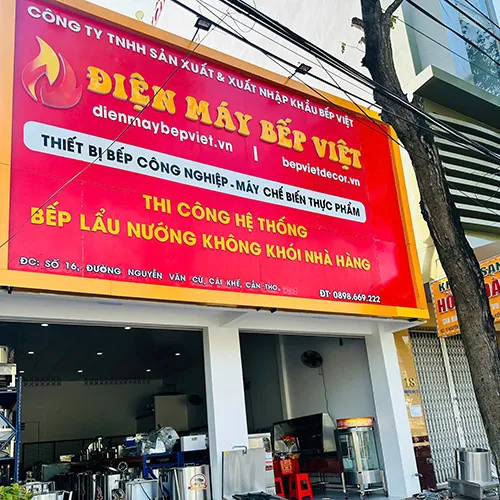 CÔNG TY TNHH SẢN XUẤT & XUẤT NHẬP KHẨU BẾP VIỆT
ĐIỆN MÁY BẾP VIỆT
dienmaybepviet.vn | bepvietdecor.vn
THIẾT BỊ BẾP CÔNG NGHIỆP - MÁY CHẾ BIẾN THỰC PHẨM
THI CÔNG HỆ THỐNG
BẾP LẨU NƯỚNG KHÔNG KHÓI NHÀ HÀNG
ĐC: SỐ 16, ĐƯỜNG NGUYỄN VĂN CỪ, CÁI KHẾ, CẦN THƠ.
ĐT: 0898.669.222
18